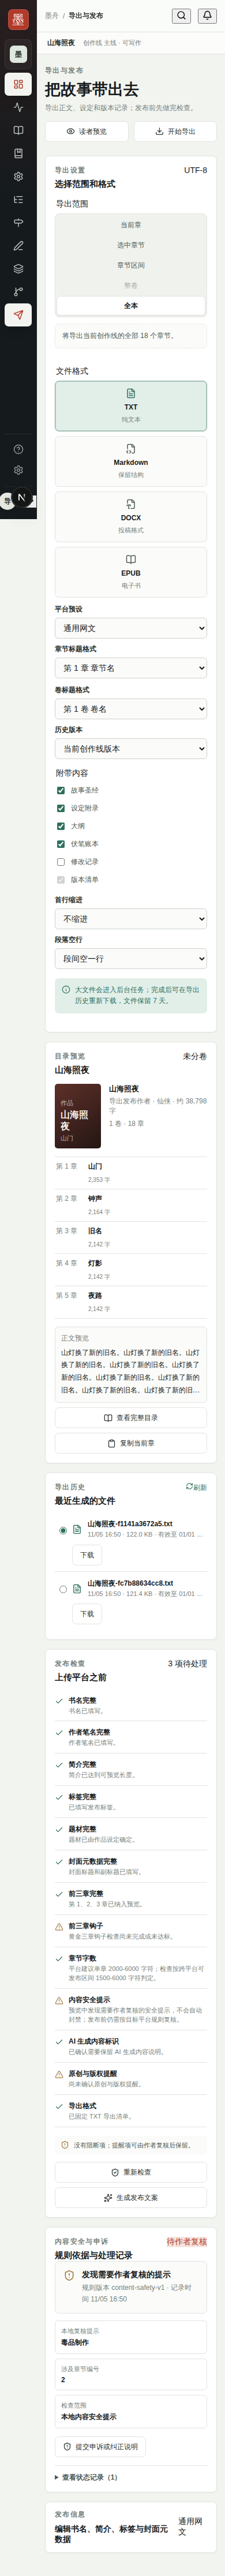 墨
墨舟 / 导出与发布
墨
山海照夜 创作线 主线 · 可写作
导出与发布
把故事带出去
导出正文、设定和版本记录；发布前先做完检查。
读者预览
开始导出
导出设置
UTF-8
选择范围和格式
导出范围
当前章
选中章节
章节区间
整卷
全本
将导出当前创作线的全部 18 个章节。
文件格式
TXT
纯文本
Markdown
保留结构
DOCX
投稿格式
EPUB
电子书
平台预设
通用网文
章节标题格式
第 1 章 章节名
卷标题格式
第 1 卷 卷名
历史版本
当前创作线版本
附带内容
故事圣经
设定附录
大纲
伏笔账本
修改记录
版本清单
首行缩进
不缩进
段落空行
段间空一行
大文件会进入后台任务；完成后可在导出
历史重新下载，文件保留 7 天。
N
目录预览
未分卷
山海照夜
作品
山海照
夜
山门
山海照夜
导出发布作者 · 仙侠 · 约 38,798
字
1 卷 · 18 章
第 1 章 山门
2,353 字
第 2 章 钟声
2,164 字
第 3 章 旧名
2,142 字
第 4 章 灯影
2,142 字
第 5 章 夜路
2,142 字
正文预览
山灯换了新的旧名。山灯换了新的旧名。山灯
换了新的旧名。山灯换了新的旧名。山灯换了
新的旧名。山灯换了新的旧名。山灯换了新的
旧名。山灯换了新的旧名。山灯换了新的旧…
查看完整目录
复制当前章
导出历史
刷新
最近生成的文件
山海照夜-f1141a3672a5.txt
11/05 16:50 · 122.0 KB · 有效至 01/01 …
下载
山海照夜-fc7b88634cc8.txt
11/05 16:50 · 121.4 KB · 有效至 01/01 …
下载
发布检查
3 项待处理
上传平台之前
书名完整
书名已填写。
作者笔名完整
作者笔名已填写。
简介完整
简介已达到可预览长度。
标签完整
已填写发布标签。
题材完整
题材已由作品设定确定。
封面元数据完整
封面标题和副标题已填写。
前三章完整
第 1、2、3 章已纳入预览。
前三章钩子
黄金三章钩子检查尚未完成或未达标。
章节字数
平台建议单章 2000-6000 字符；检查按跨平台可
发布区间 1500-6000 字符判定。
内容安全提示
预览中发现需要作者复核的安全提示，不会自动
封禁；发布前仍需按目标平台规则复核。
AI 生成内容标识
已确认需要保留 AI 生成内容说明。
原创与版权提醒
尚未确认原创与版权提醒。
导出格式
已固定 TXT 导出清单。
没有阻断项；提醒项可由作者复核后保留。
重新检查
生成发布文案
内容安全与申诉
待作者复核
规则依据与处理记录
发现需要作者复核的提示
规则版本 content-safety-v1 · 记录时
间 11/05 16:50
本地复核提示
毒品制作
涉及章节编号
2
检查范围
本地内容安全提示
提交申诉或纠正说明
查看状态记录（1）
发布信息
编辑书名、简介、标签与封面元
数据
通用网
文